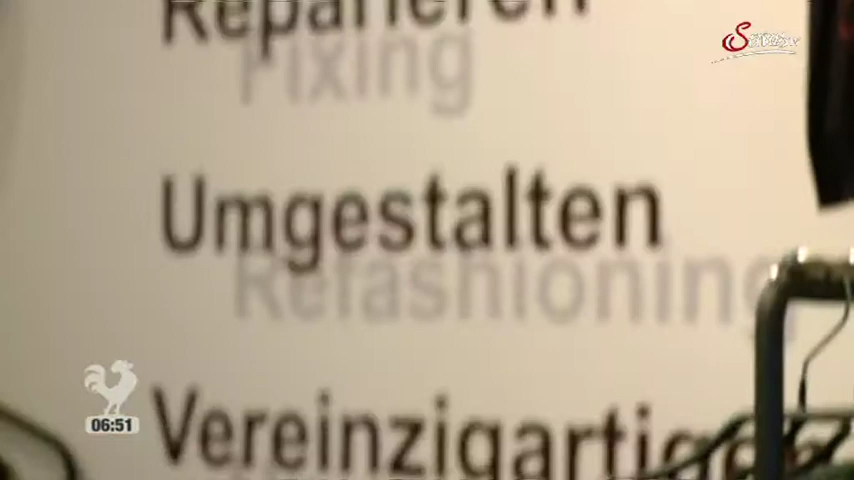 Reparieren
Fixing
Umgestalten
Refashioning
Vereinzigartigen
06:51